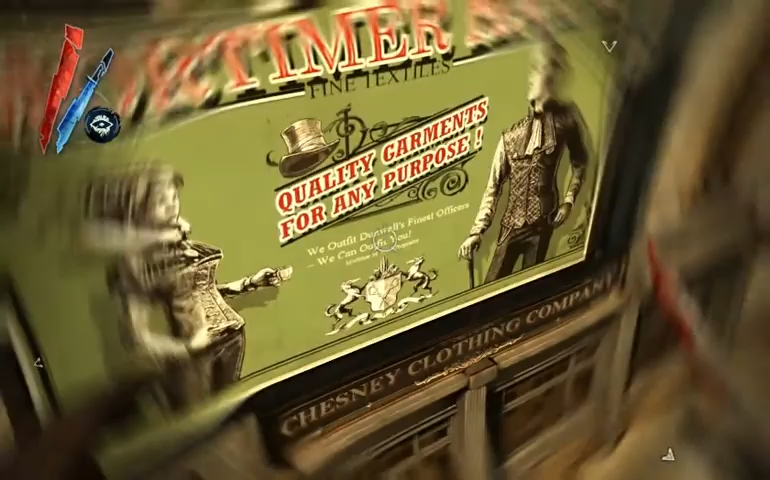 FINE TEXTILES
QUALITY GARMENTS
FOR ANY PURPOSE !
We Outfit Dunwall's Finest Officers
– We Can Outfit You!
CHESNEY CLOTHING COMPANY